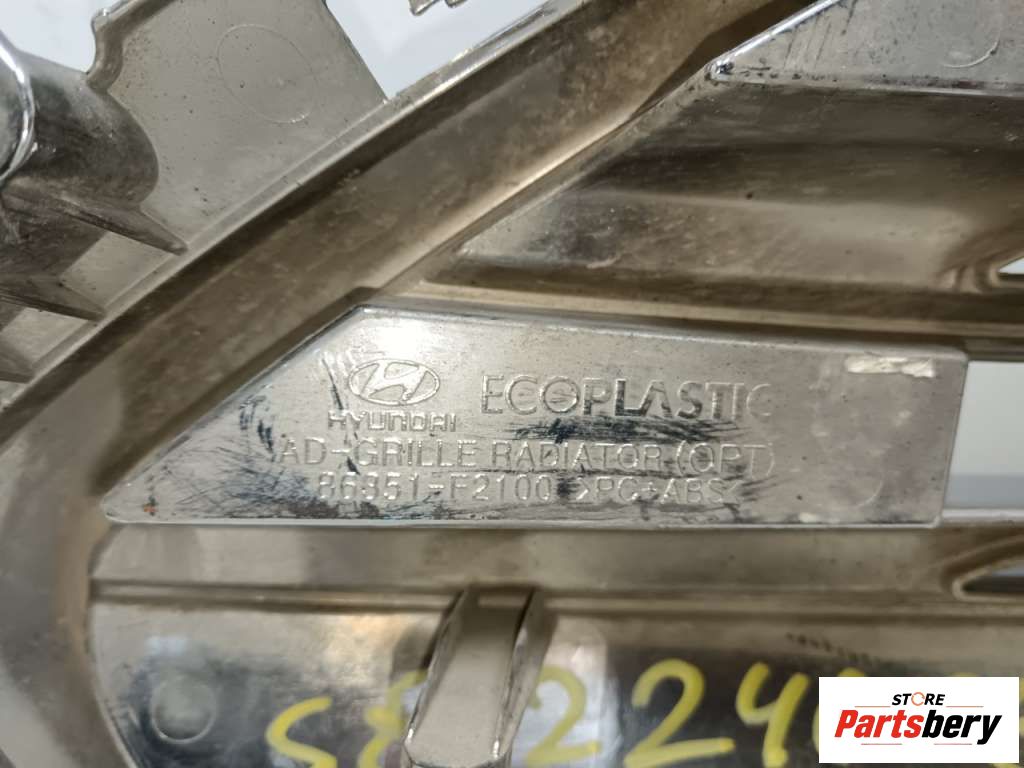 ECOPLASTIC
HYUNDAI
AD-GRILLE RADIATOR (OPT)
86351-F2100 >PC+ABS<
STORE
Partsbery